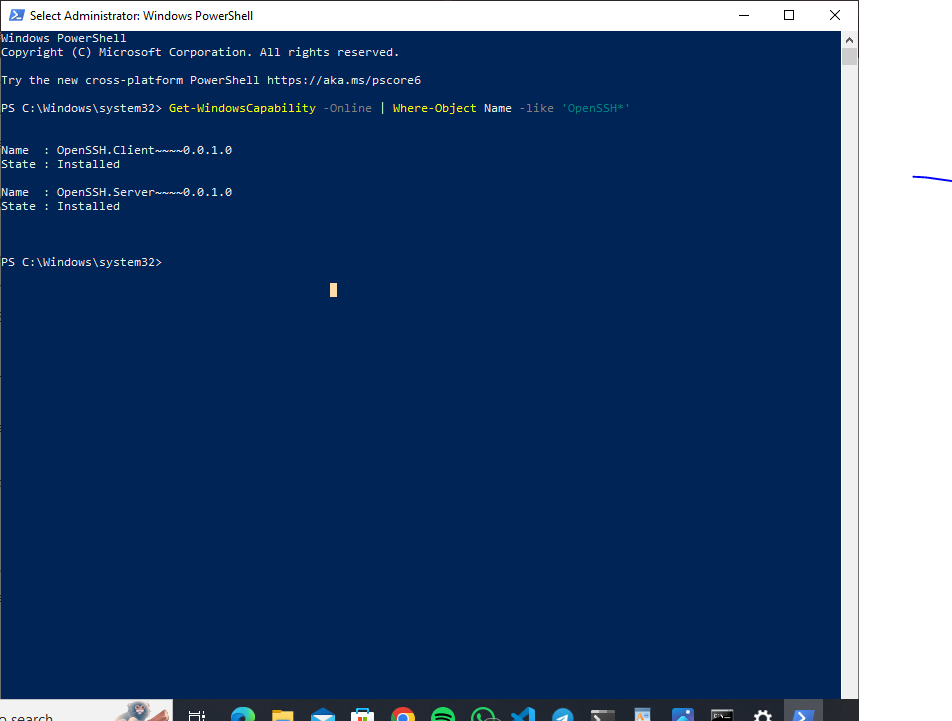 Select Administrator: Windows PowerShell
Windows PowerShell
Copyright (C) Microsoft Corporation. All rights reserved.
Try the new cross-platform PowerShell https://aka.ms/pscore6
PS C:\Windows\system32> Get-WindowsCapability -Online | Where-Object Name -like 'OpenSSH*'
Name  : OpenSSH.Client~~~~0.0.1.0
State : Installed
Name  : OpenSSH.Server~~~~0.0.1.0
State : Installed
PS C:\Windows\system32>
o search